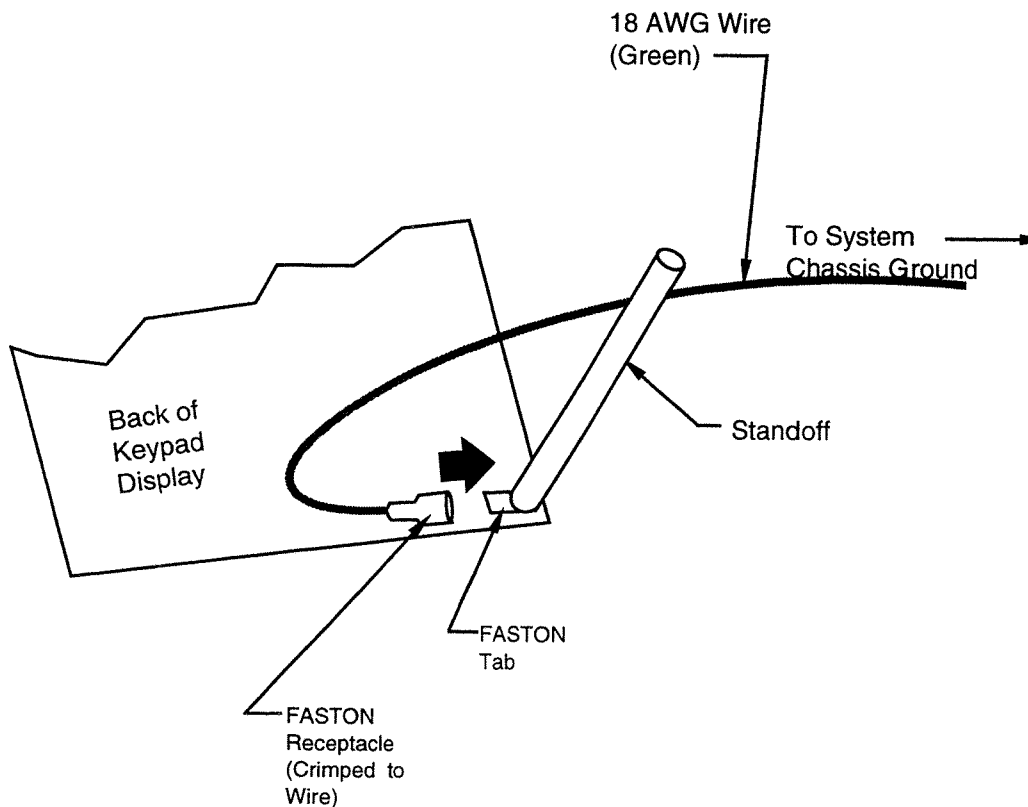 18 AWG Wire
(Green)
To System
Chassis Ground
Back of
Keypad
Display
Standoff
FASTON
Tab
FASTON
Receptacle
(Crimped to
Wire)